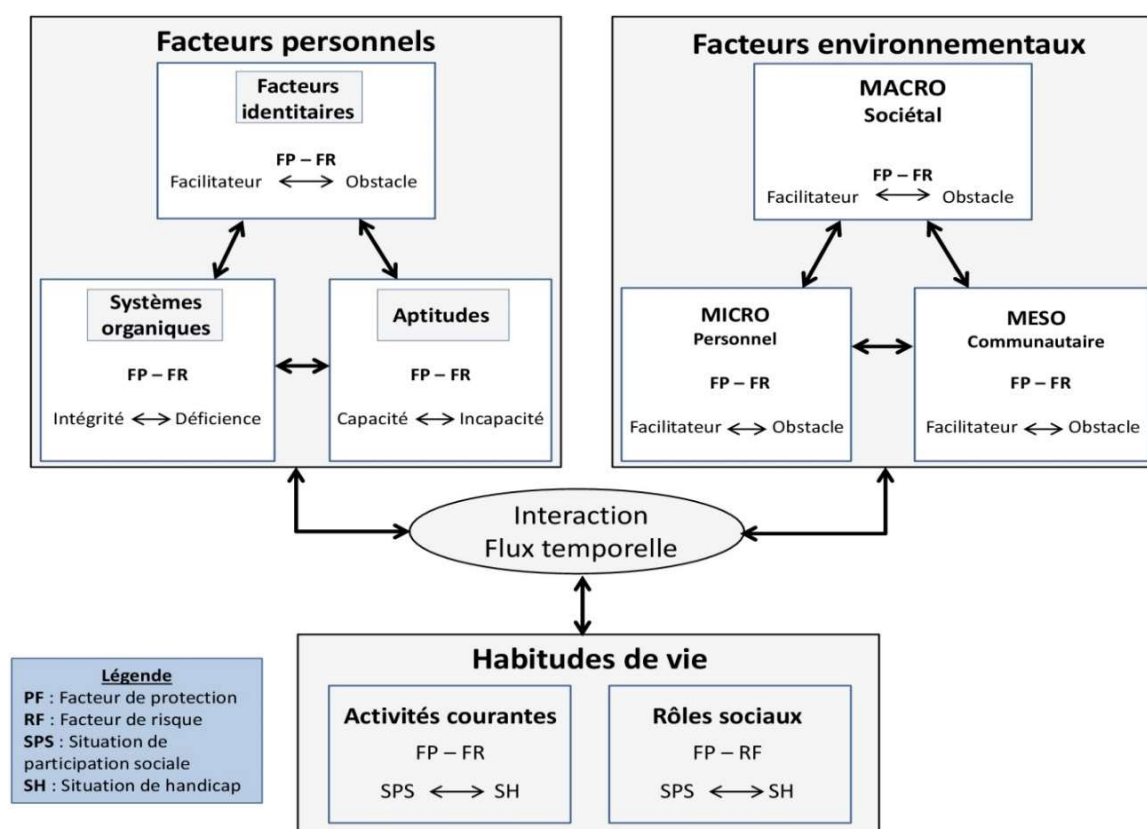 Facteurs personnels
Facteurs
identitaires
FP – FR
Facilitateur
Obstacle
Systèmes
organiques
FP – FR
Intégrité
Déficience
Aptitudes
FP – FR
Capacité
Incapacité
Facteurs environnementaux
MACRO
Sociétal
FP – FR
Facilitateur
Obstacle
MICRO
Personnel
FP – FR
Facilitateur
Obstacle
MESO
Communautaire
FP – FR
Facilitateur
Obstacle
Interaction
Flux temporelle
Habitudes de vie
Activités courantes
FP – FR
SPS
SH
Rôles sociaux
FP – RF
SPS
SH
Légende
PF : Facteur de protection
RF : Facteur de risque
SPS : Situation de
participation sociale
SH : Situation de handicap